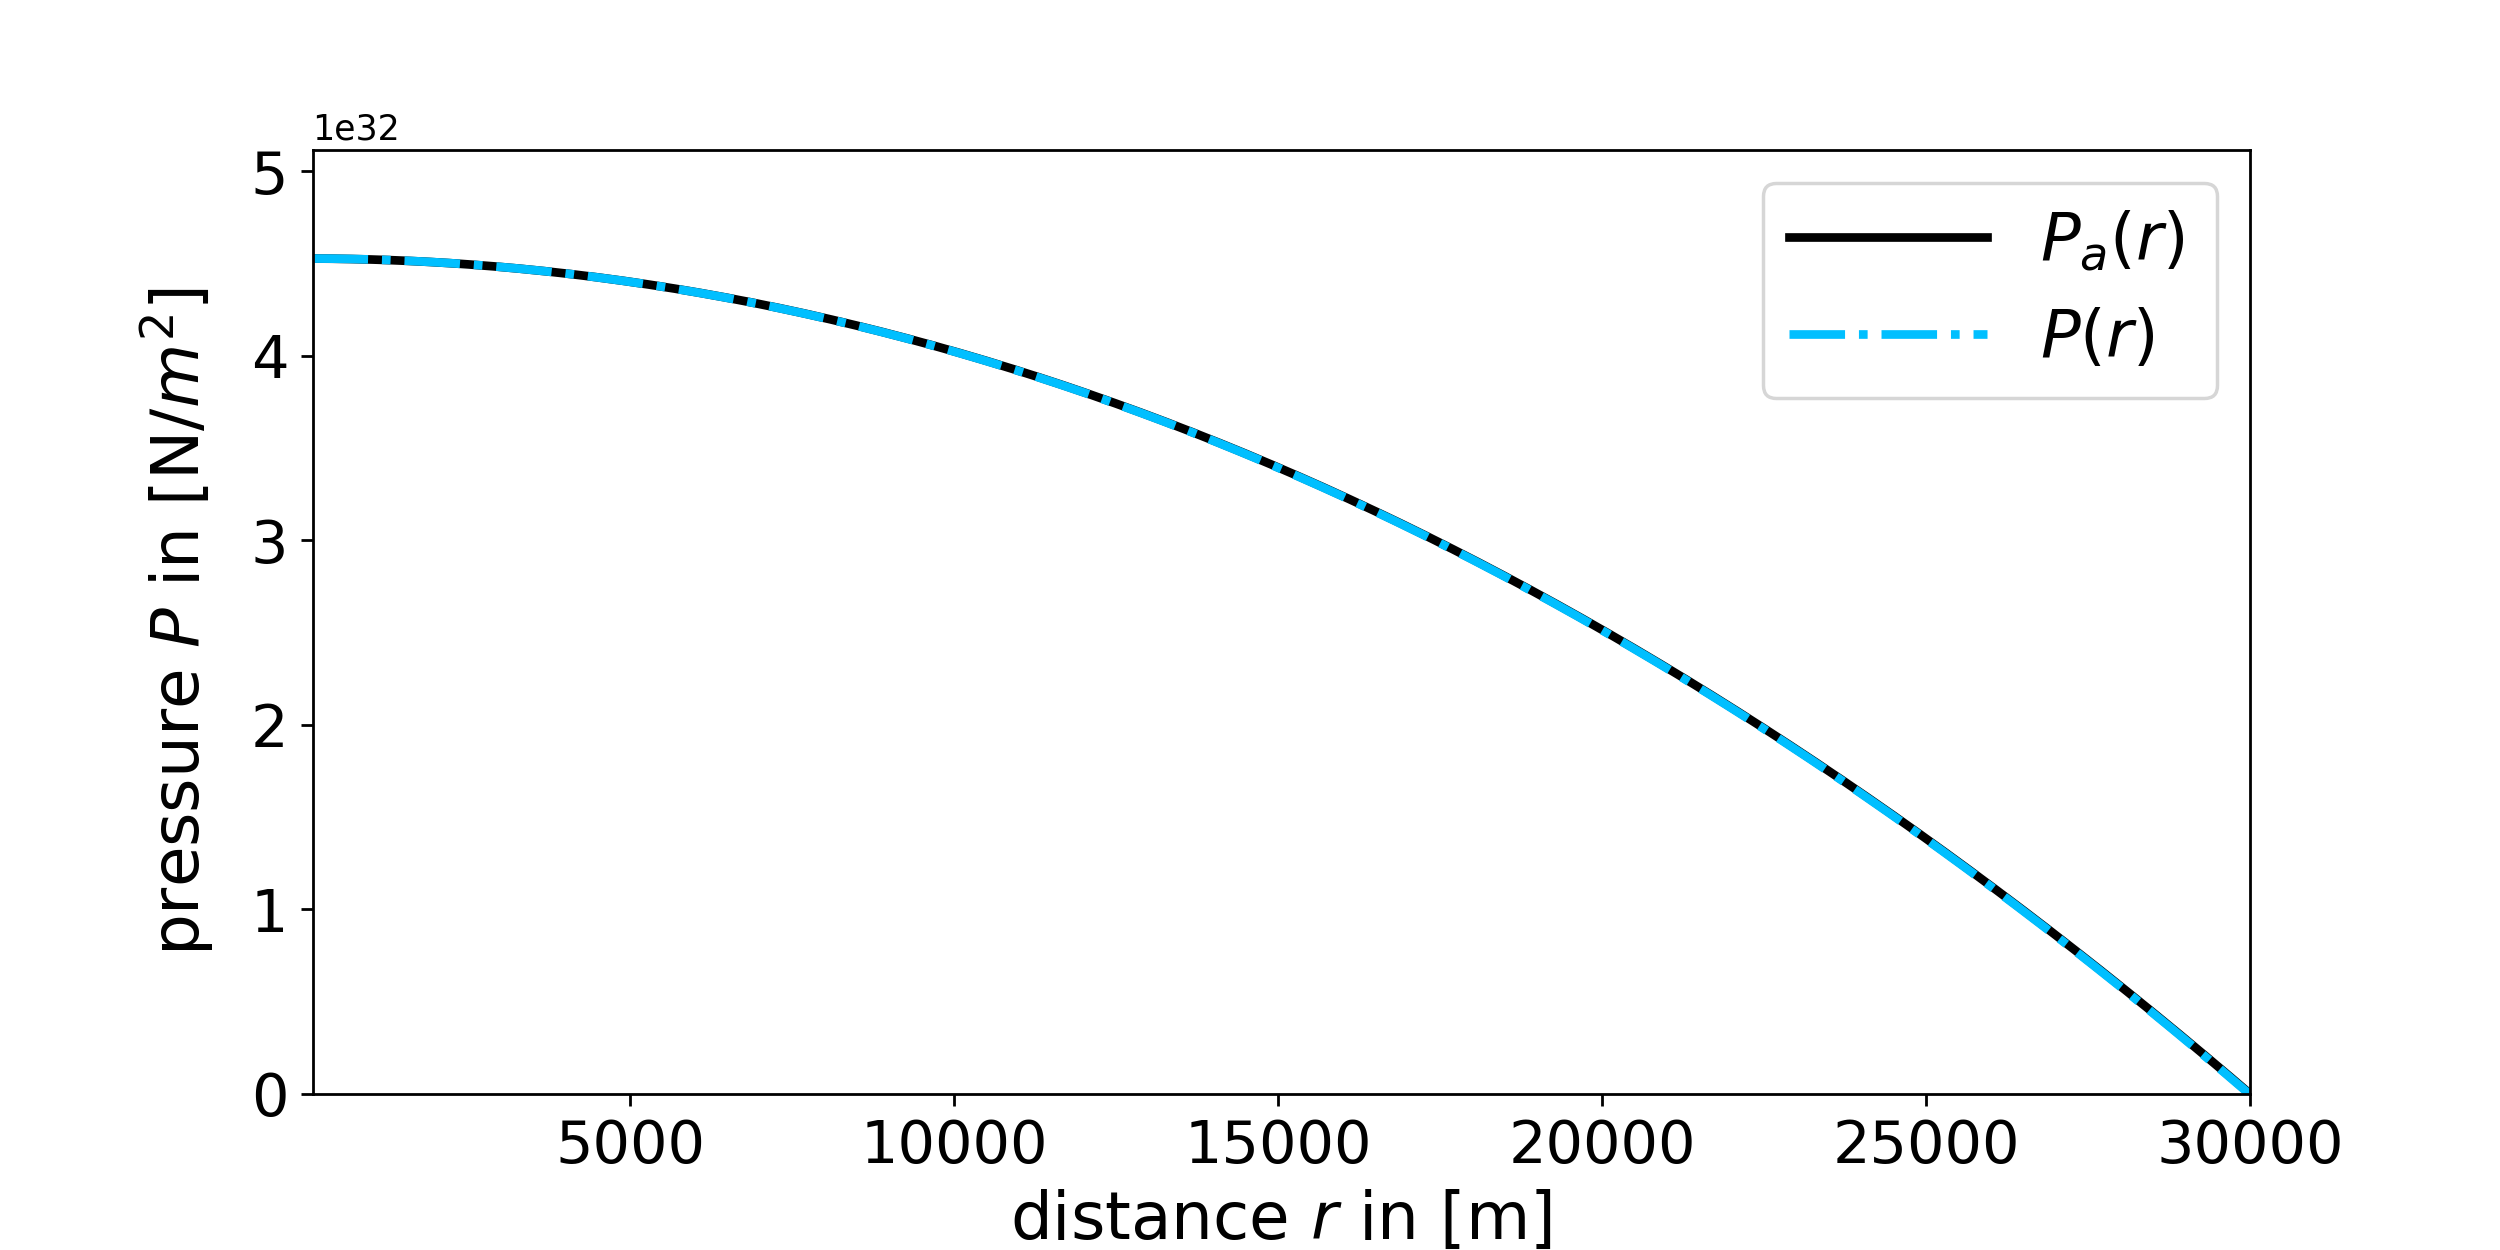 1e32
5
4
3
2
1
0
pressure P in [N/m²]
Pₐ(r)
P(r)
5000 10000 15000 20000 25000 30000
distance r in [m]